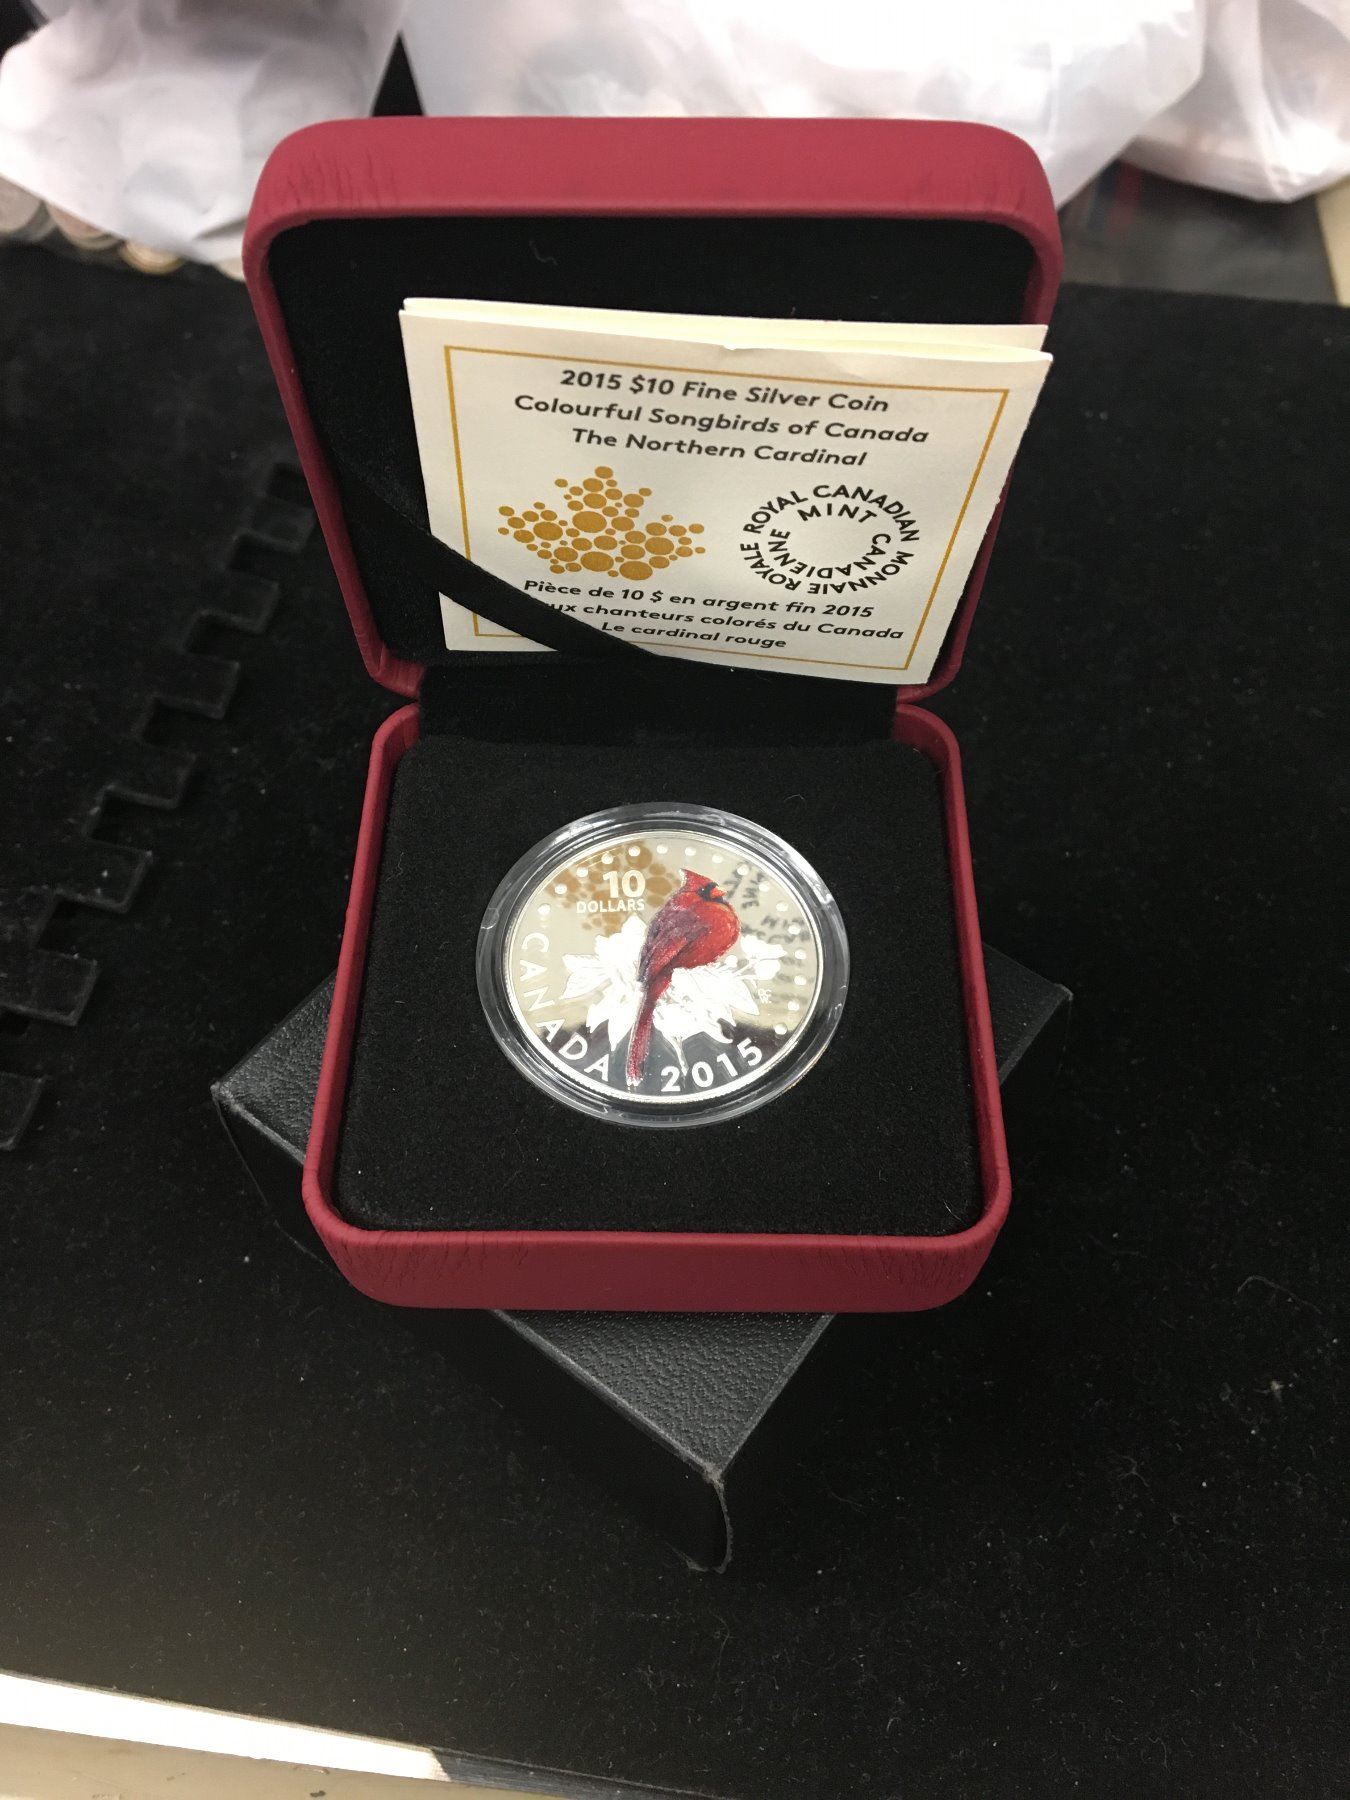 2015 $10 Fine Silver Coin
Colourful Songbirds of Canada
The Northern Cardinal
ROYAL CANADIAN
MINT
MONNAIE ROYALE
CANADIENNE
Pièce de 10 $ en argent fin 2015
chanteurs colorés du Canada
Le cardinal rouge
10
DOLLARS
CANADA 2015